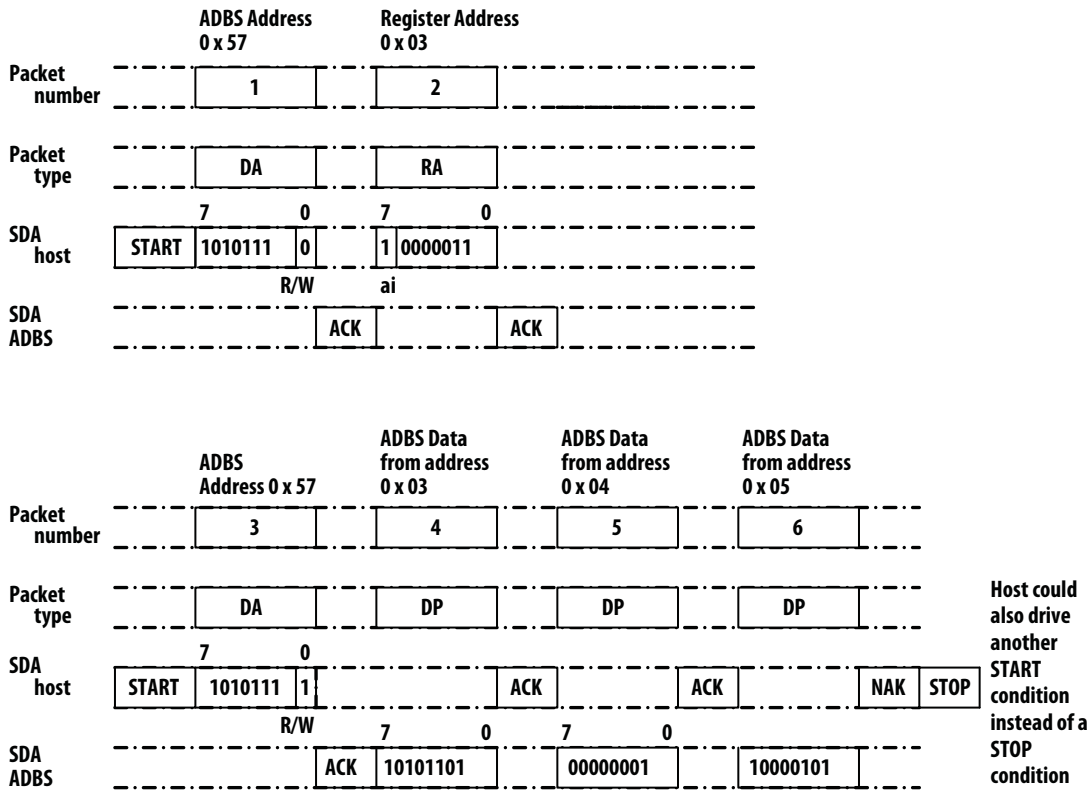 ADBS Address
0 x 57
Register Address
0 x 03
Packet
number
1
2
Packet
type
DA
RA
7
0
7
0
SDA
host
START
1010111
0
1
0000011
R/W
ai
SDA
ADBS
ACK
ACK
ADBS
Address 0 x 57
ADBS Data
from address
0 x 03
ADBS Data
from address
0 x 04
ADBS Data
from address
0 x 05
Packet
number
3
4
5
6
Packet
type
DA
DP
DP
DP
7
0
SDA
host
START
1010111
1
ACK
ACK
NAK
STOP
Host could
also drive
another
START
condition
instead of a
STOP
condition
R/W
7
0
7
0
SDA
ADBS
ACK
10101101
00000001
10000101